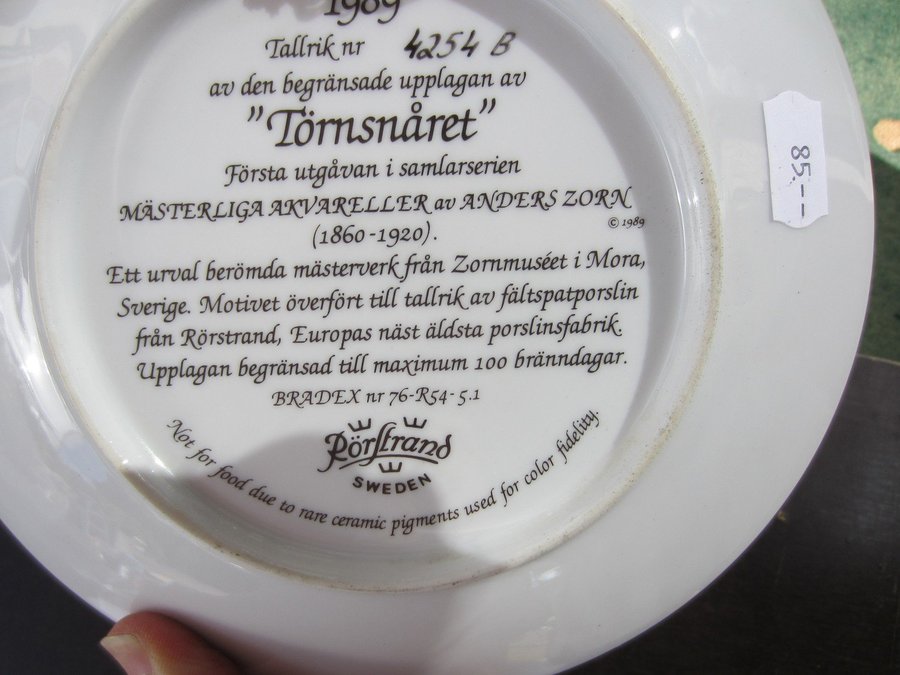 1989
Tallrik nr 4254 B
av den begränsade upplagan av
"Törnsnåret"
Första utgåvan i samlarserien
MÄSTERLIGA AKVARELLER av ANDERS ZORN
© 1989
(1860-1920).
Ett urval berömda mästerverk från Zornmuséet i Mora,
Sverige. Motivet överfört till tallrik av fältspatporslin
från Rörstrand, Europas näst äldsta porslinsfabrik.
Upplagan begränsad till maximum 100 bränndagar.
BRADEX nr 76-R54-5.1
Rörstrand
SWEDEN
Not for food due to rare ceramic pigments used for color fidelity.
85.--